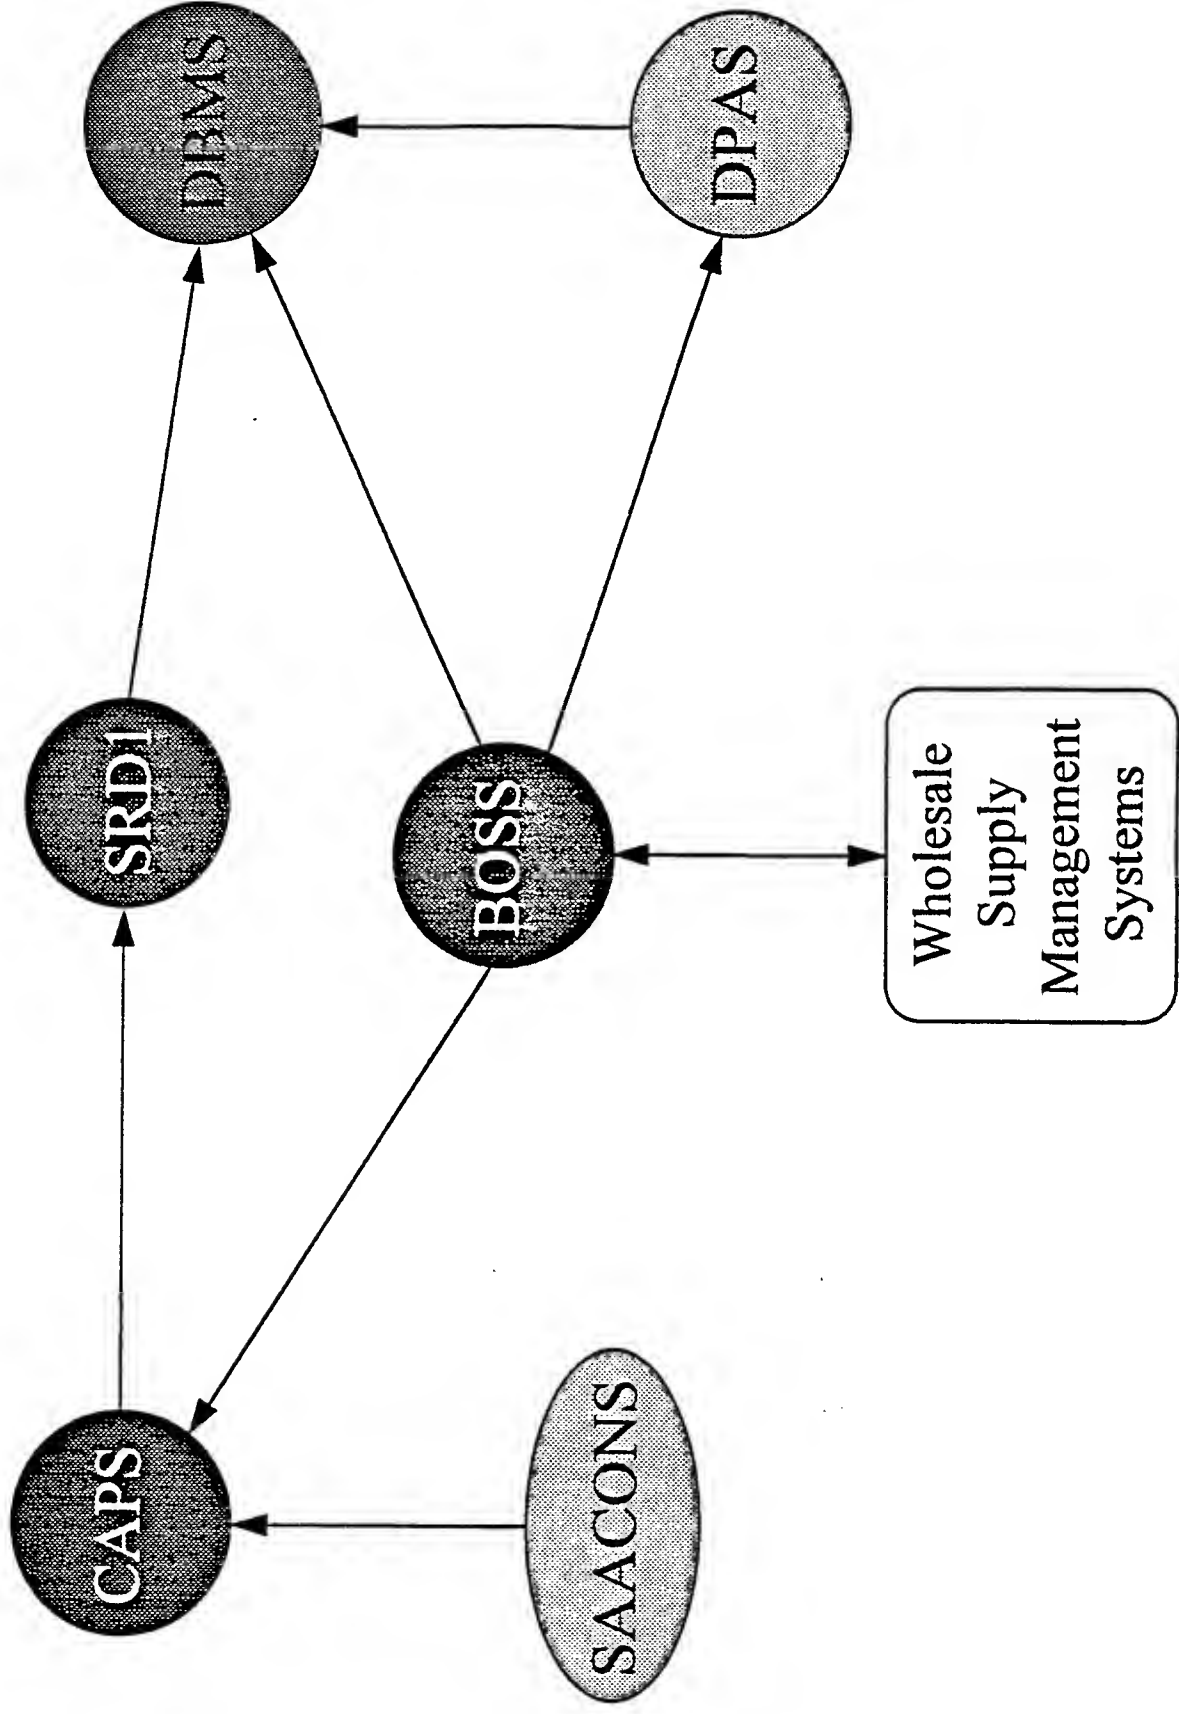 CAPS
SRD1
DBMS
BOSS
SAACONS
DPAS
Wholesale
Supply
Management
Systems